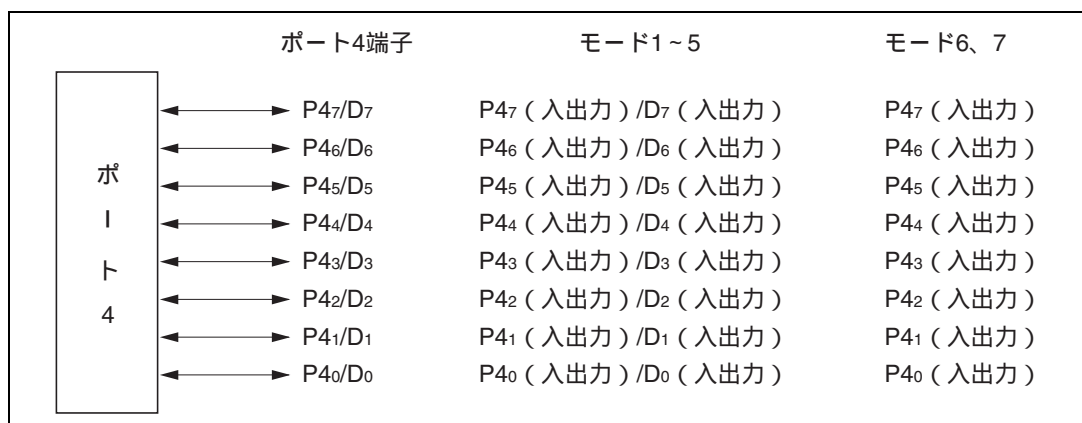 ポート4端子 モード1~5 モード6、7
P47/D7 P47(入出力)/D7(入出力) P47(入出力)
P46/D6 P46(入出力)/D6(入出力) P46(入出力)
P45/D5 P45(入出力)/D5(入出力) P45(入出力)
P44/D4 P44(入出力)/D4(入出力) P44(入出力)
P43/D3 P43(入出力)/D3(入出力) P43(入出力)
P42/D2 P42(入出力)/D2(入出力) P42(入出力)
P41/D1 P41(入出力)/D1(入出力) P41(入出力)
P40/D0 P40(入出力)/D0(入出力) P40(入出力)
ポート4